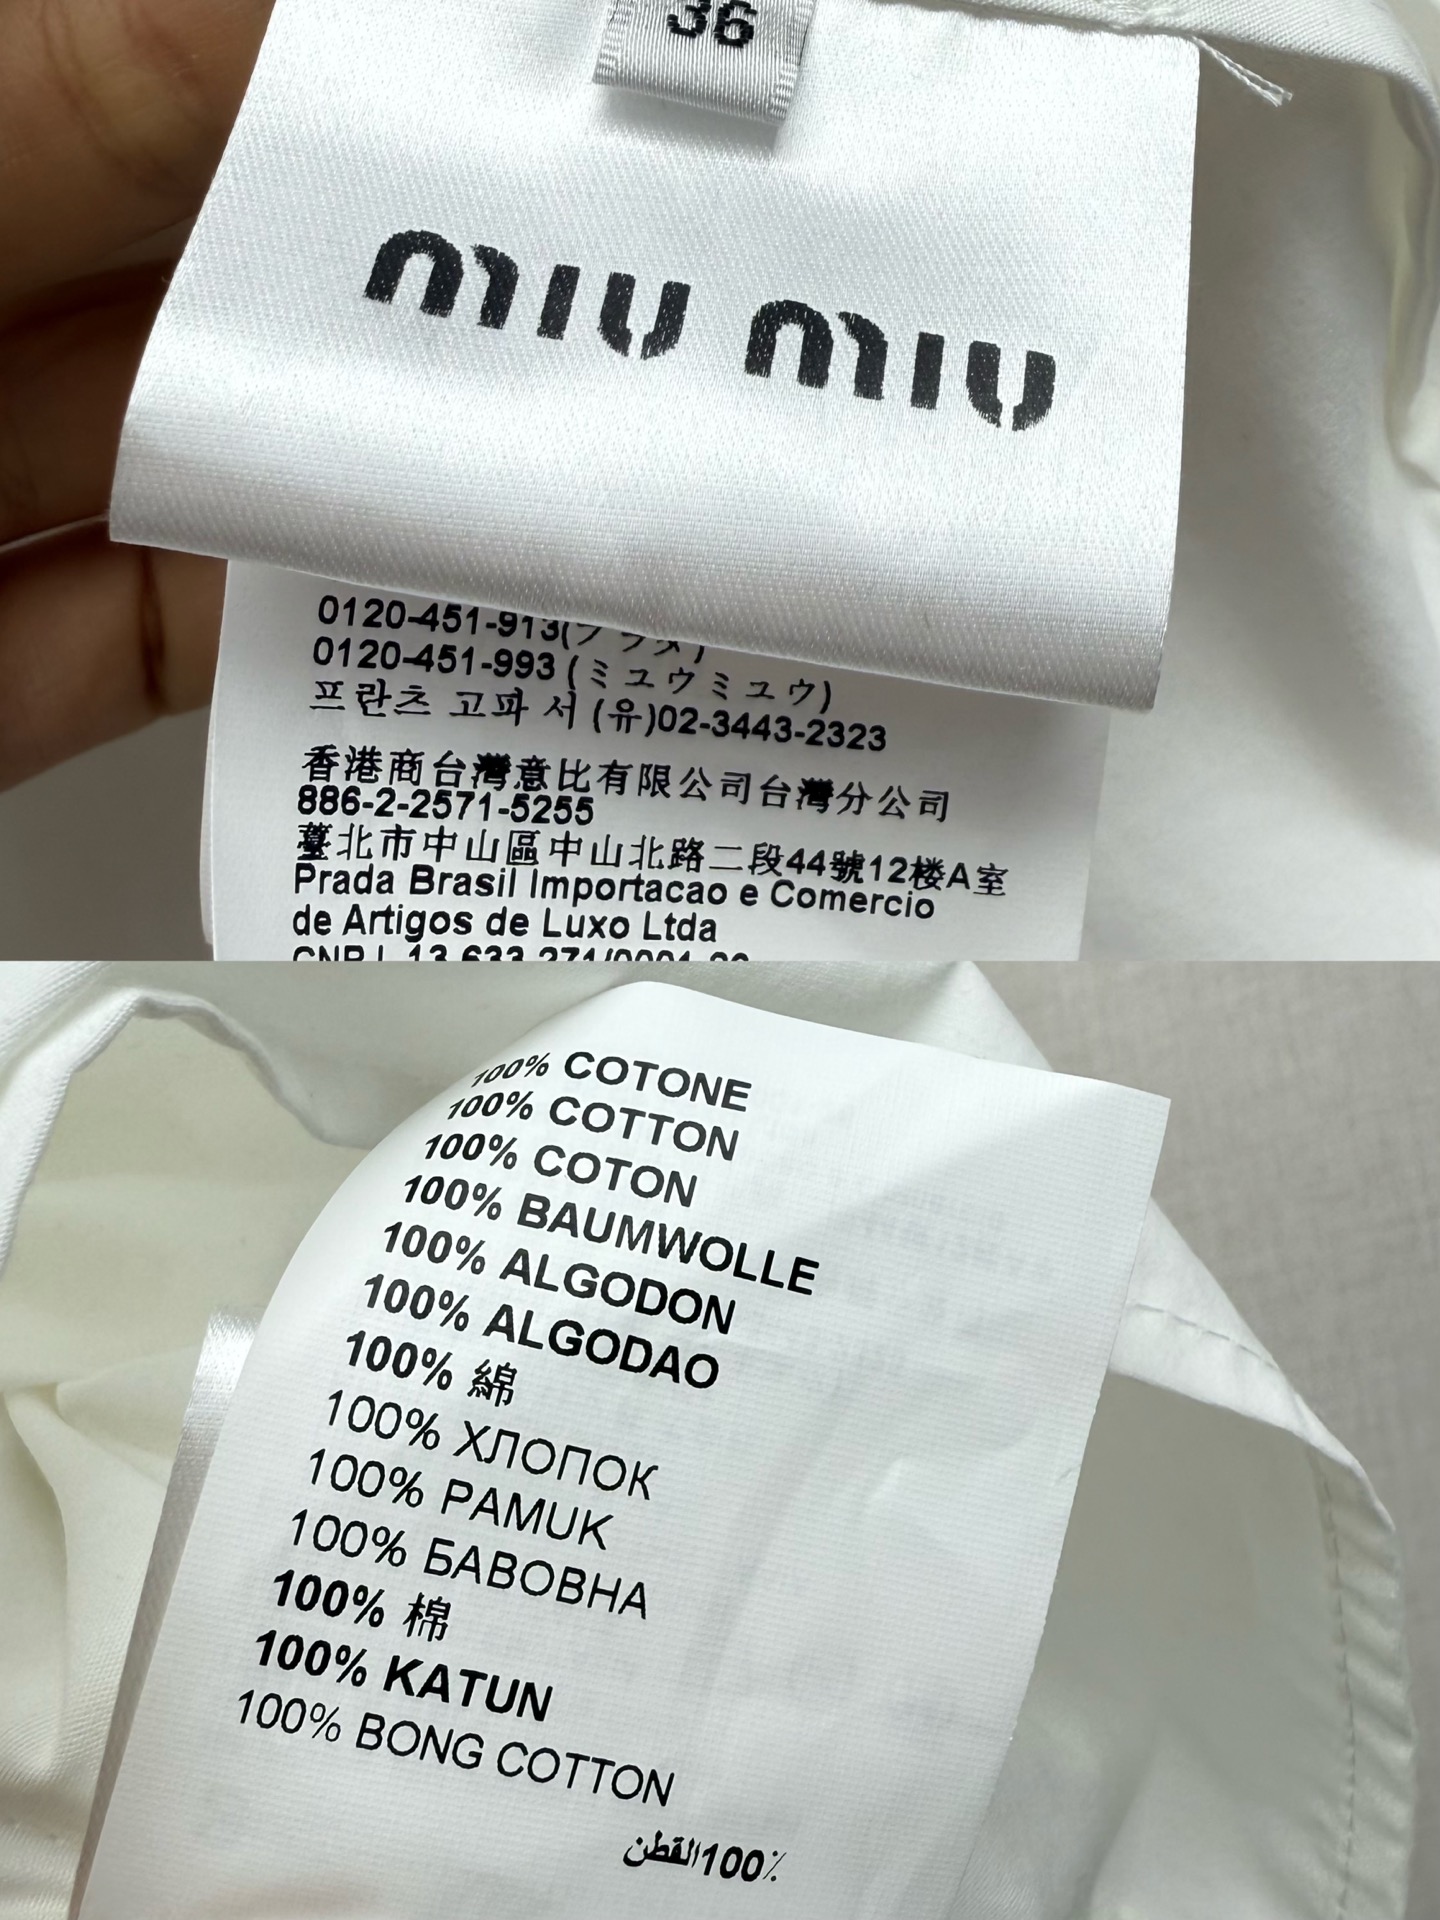 36
miu miu
0120-451-913(プラダ)
0120-451-993 (ミュウミュウ)
프란츠 고파 서 (유)02-3443-2323
香港商台灣意比有限公司台灣分公司
886-2-2571-5255
臺北市中山區中山北路二段44號12楼A室
Prada Brasil Importacao e Comercio
de Artigos de Luxo Ltda
100% COTONE
100% COTTON
100% COTON
100% BAUMWOLLE
100% ALGODON
100% ALGODAO
100% 綿
100% ХЛОПОК
100% PAMUK
100% БАВОВНА
100% 棉
100% KATUN
100% BONG COTTON
100٪القطن